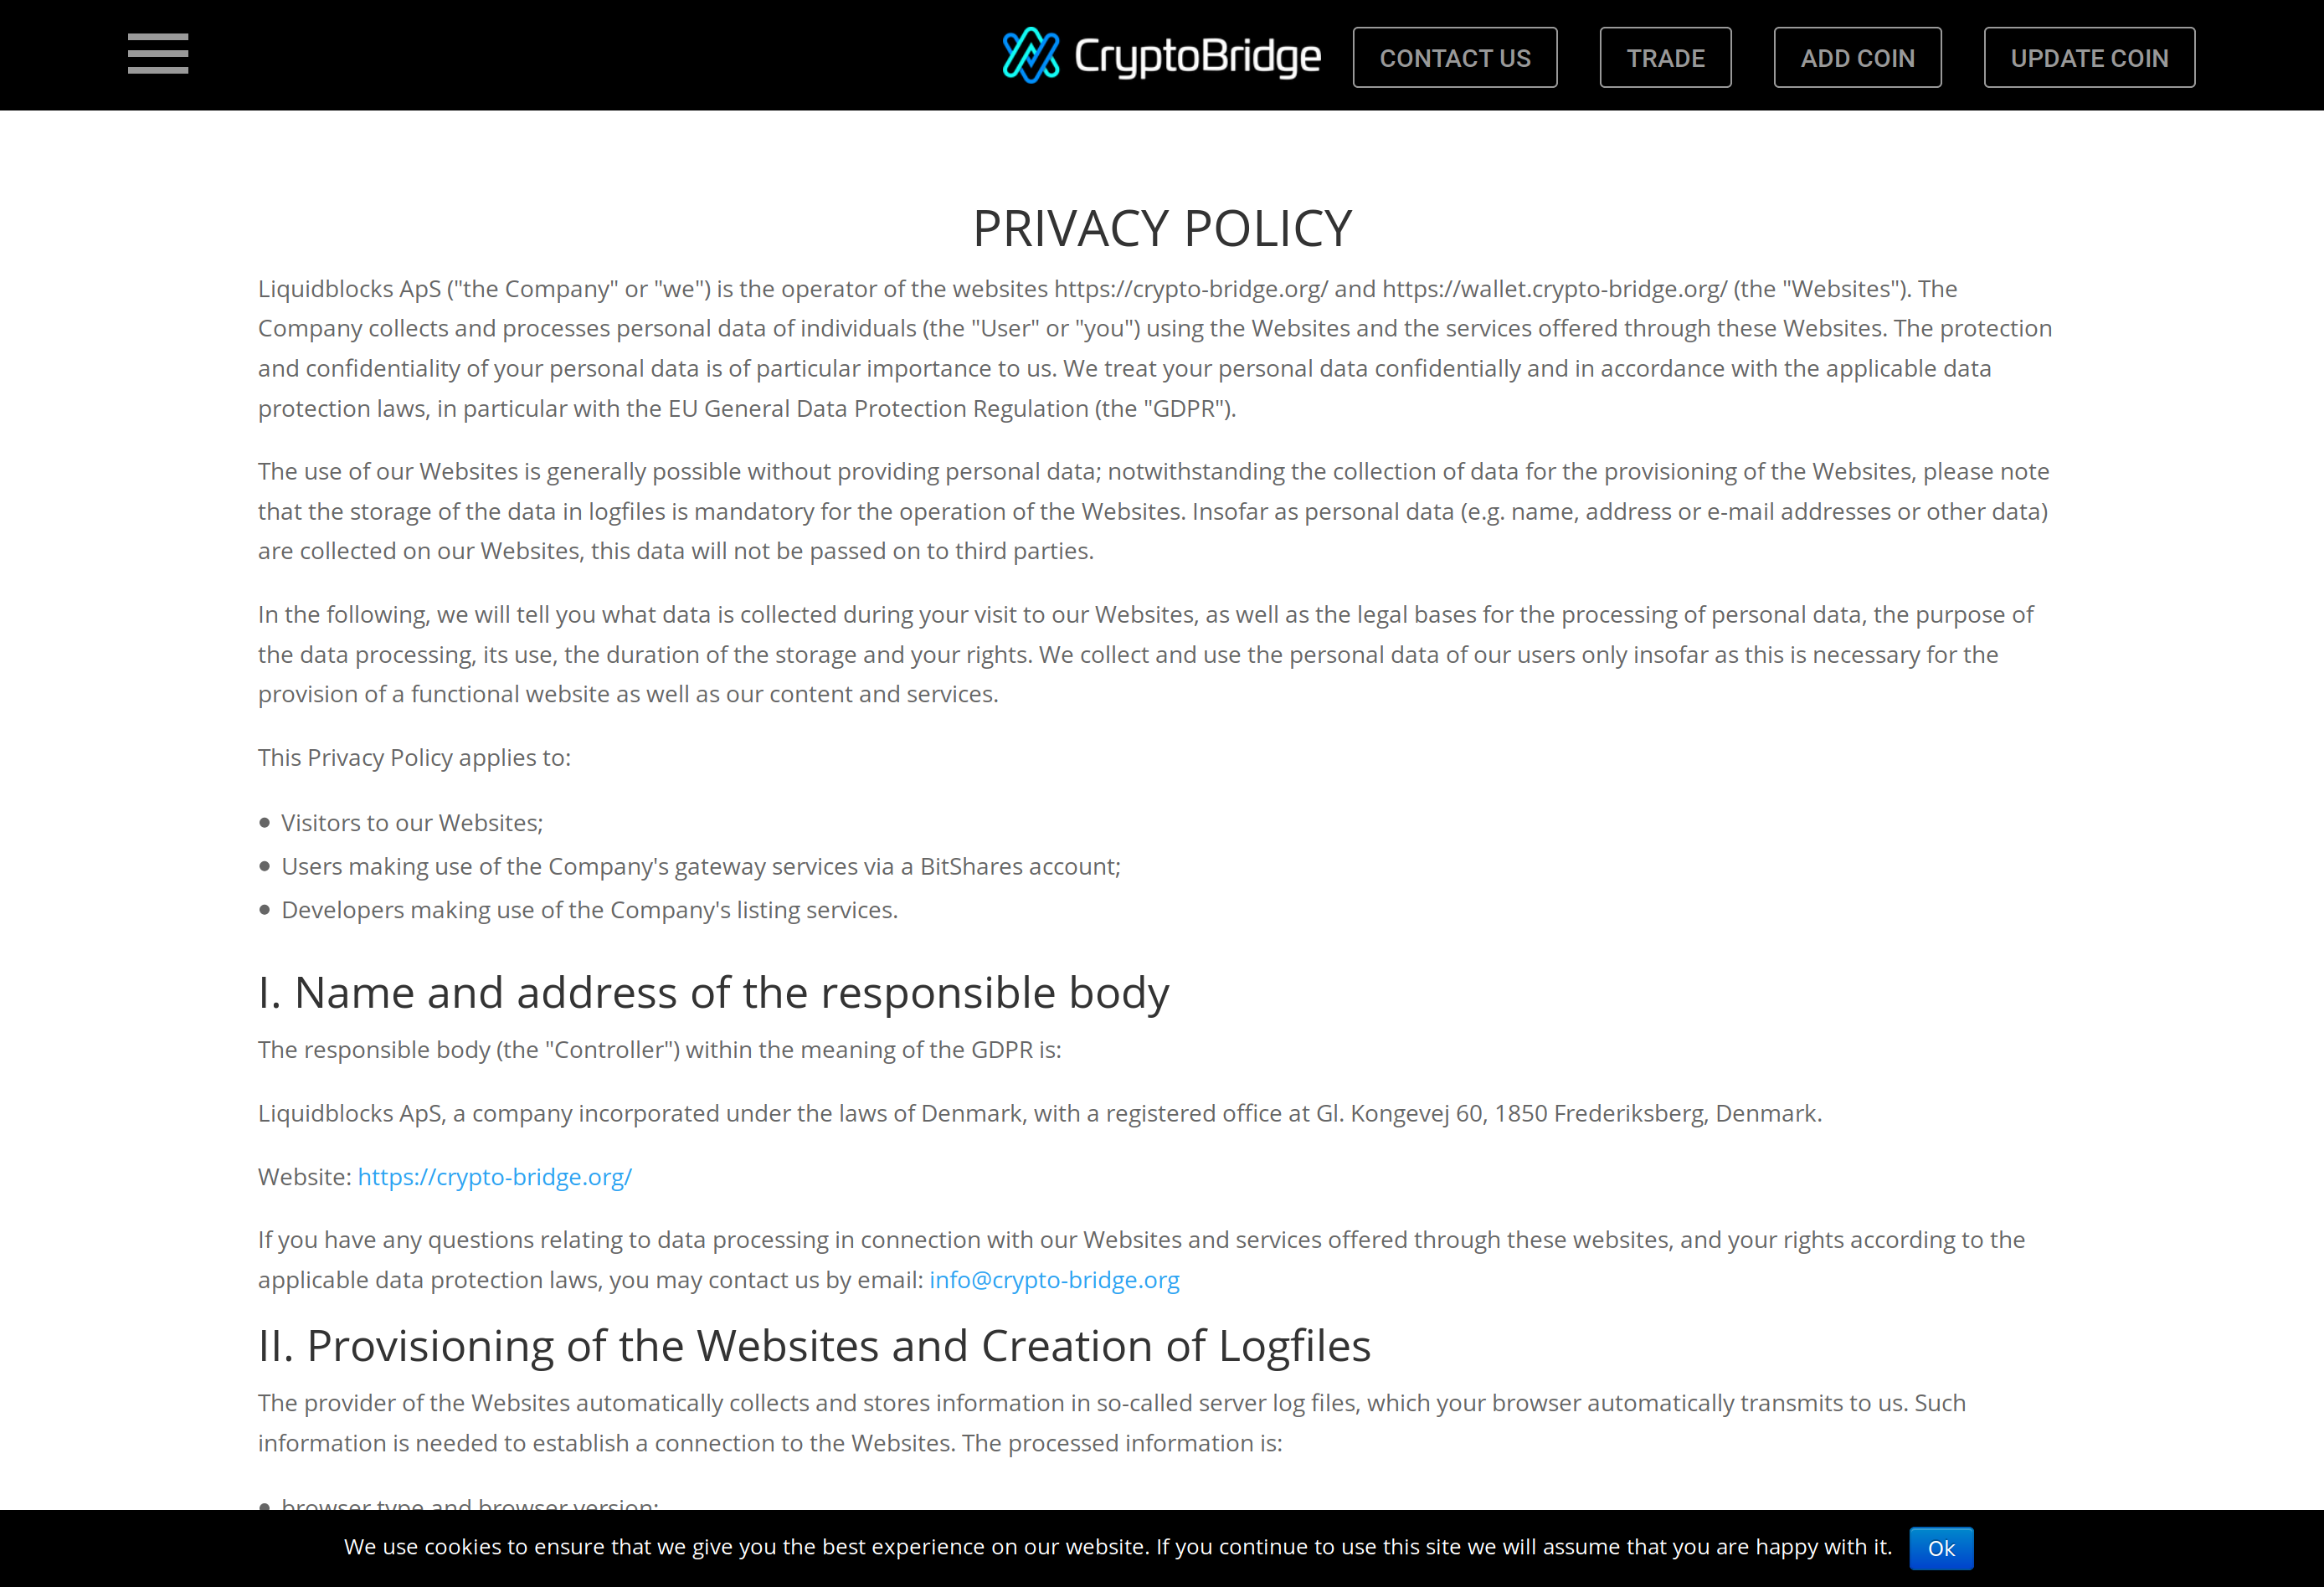 CryptoBridge
CONTACT US
TRADE
ADD COIN
UPDATE COIN
PRIVACY POLICY
Liquidblocks ApS ("the Company" or "we") is the operator of the websites https://crypto-bridge.org/ and https://wallet.crypto-bridge.org/ (the "Websites"). The
Company collects and processes personal data of individuals (the "User" or "you") using the Websites and the services offered through these Websites. The protection
and confidentiality of your personal data is of particular importance to us. We treat your personal data confidentially and in accordance with the applicable data
protection laws, in particular with the EU General Data Protection Regulation (the "GDPR").
The use of our Websites is generally possible without providing personal data; notwithstanding the collection of data for the provisioning of the Websites, please note
that the storage of the data in logfiles is mandatory for the operation of the Websites. Insofar as personal data (e.g. name, address or e-mail addresses or other data)
are collected on our Websites, this data will not be passed on to third parties.
In the following, we will tell you what data is collected during your visit to our Websites, as well as the legal bases for the processing of personal data, the purpose of
the data processing, its use, the duration of the storage and your rights. We collect and use the personal data of our users only insofar as this is necessary for the
provision of a functional website as well as our content and services.
This Privacy Policy applies to:
● Visitors to our Websites;
● Users making use of the Company's gateway services via a BitShares account;
● Developers making use of the Company's listing services.
I. Name and address of the responsible body
The responsible body (the "Controller") within the meaning of the GDPR is:
Liquidblocks ApS, a company incorporated under the laws of Denmark, with a registered office at Gl. Kongevej 60, 1850 Frederiksberg, Denmark.
Website: https://crypto-bridge.org/
If you have any questions relating to data processing in connection with our Websites and services offered through these websites, and your rights according to the
applicable data protection laws, you may contact us by email: info@crypto-bridge.org
II. Provisioning of the Websites and Creation of Logfiles
The provider of the Websites automatically collects and stores information in so-called server log files, which your browser automatically transmits to us. Such
information is needed to establish a connection to the Websites. The processed information is:
● browser type and browser version;
We use cookies to ensure that we give you the best experience on our website. If you continue to use this site we will assume that you are happy with it.
Ok